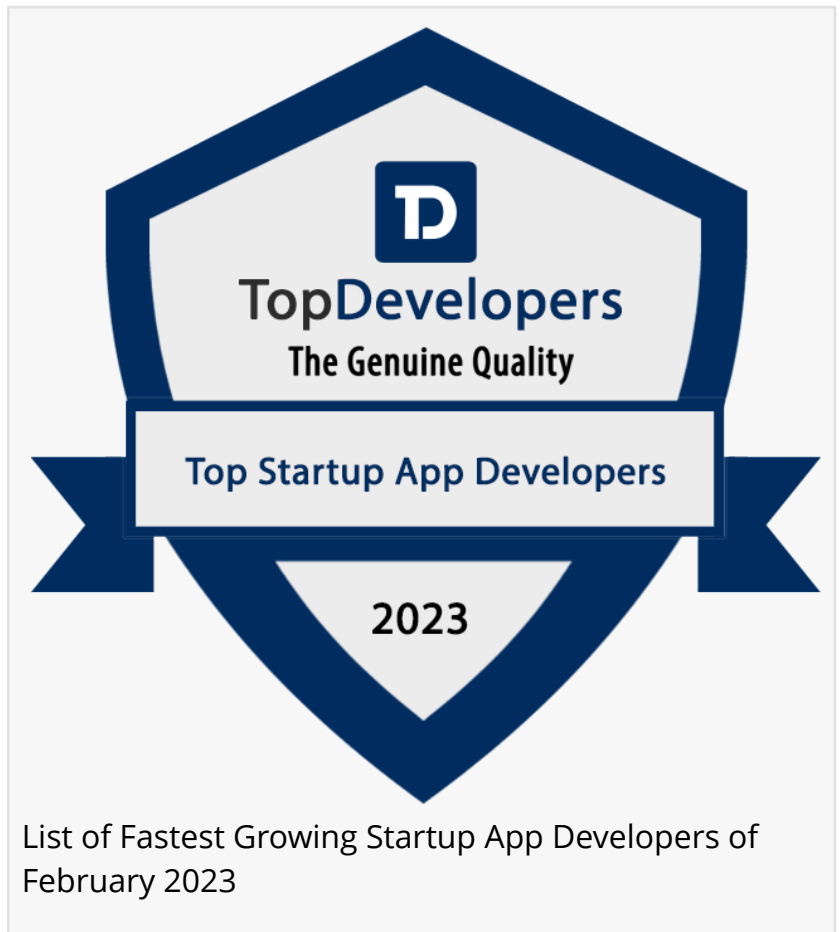 TD
TopDevelopers
The Genuine Quality
Top Startup App Developers
2023
List of Fastest Growing Startup App Developers of
February 2023